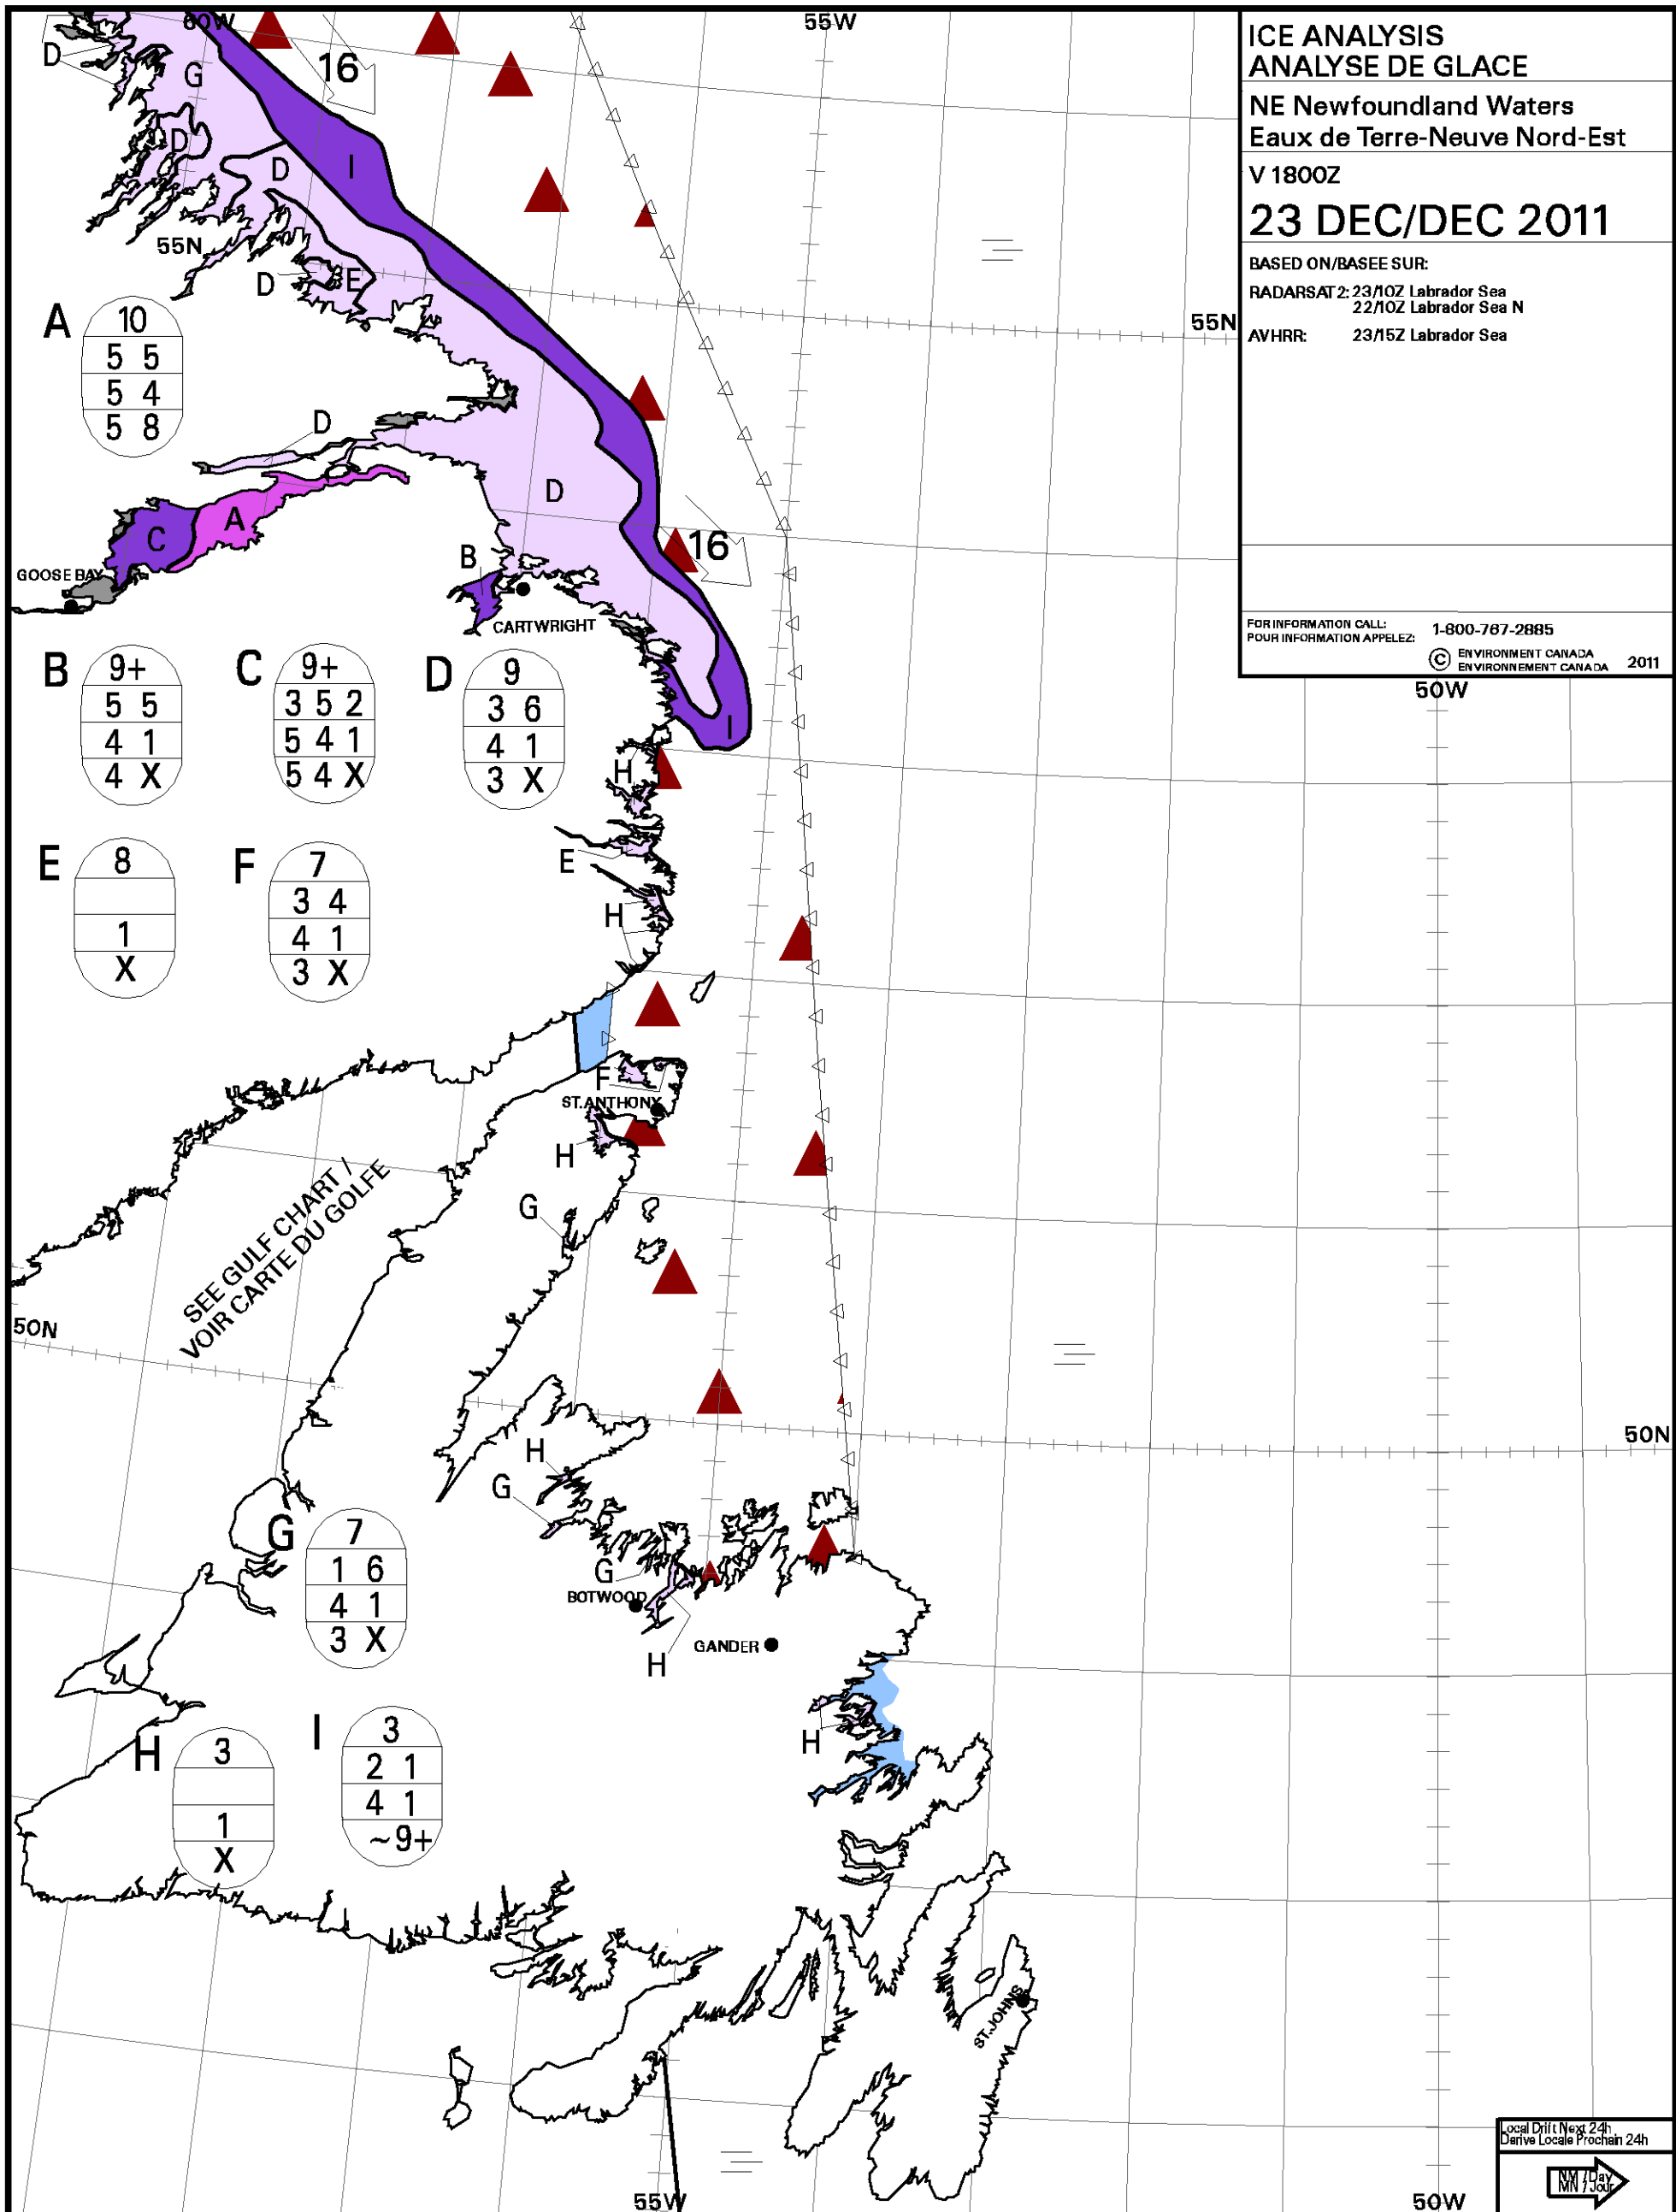 60W
55W
ICE ANALYSIS
ANALYSE DE GLACE
NE Newfoundland Waters
Eaux de Terre-Neuve Nord-Est
V 1800Z
23 DEC/DEC 2011
BASED ON/BASEE SUR:
RADARSAT2: 23/10Z Labrador Sea
22/10Z Labrador Sea N
AVHRR: 23/15Z Labrador Sea
FOR INFORMATION CALL:
POUR INFORMATION APPELEZ:
1-800-767-2885
© ENVIRONMENT CANADA
ENVIRONNEMENT CANADA 2011
D
G
16
D
D
I
55N
D
E
55N
A
10
5 5
5 4
5 8
D
D
C
A
B
16
GOOSE BAY
CARTWRIGHT
50W
B
9+
5 5
4 1
4 X
C
9+
3 5 2
5 4 1
5 4 X
D
9
3 6
4 1
3 X
I
H
E
8
1
X
F
7
3 4
4 1
3 X
E
H
F
ST.ANTHONY
H
G
SEE GULF CHART /
VOIR CARTE DU GOLFE
50N
50N
H
G
G
BOTWOOD
GANDER
H
G
7
1 6
4 1
3 X
H
H
3
1
X
I
3
2 1
4 1
~9+
ST.JOHNS
Local Drift Next 24h
Derive Locale Prochain 24h
NM / Day
MN / Jour
55W
50W